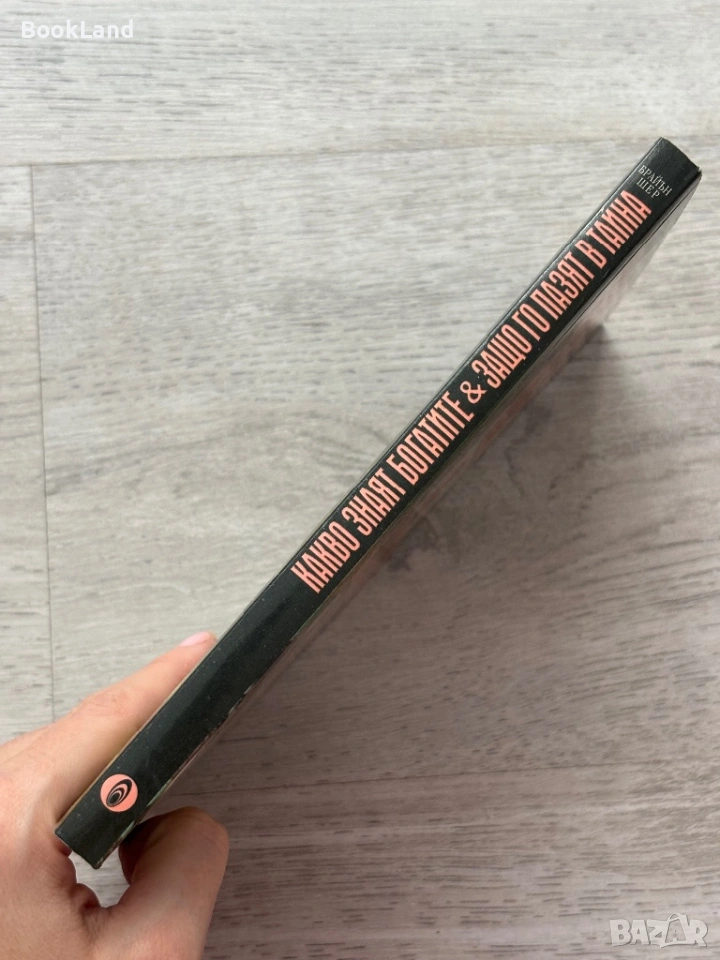 BookLand
БРАЙЪН
ШЕР
КАКВО ЗНАЯТ БОГАТИТЕ & ЗАЩО ГО ПАЗЯТ В ТАЙНА
BAZAR